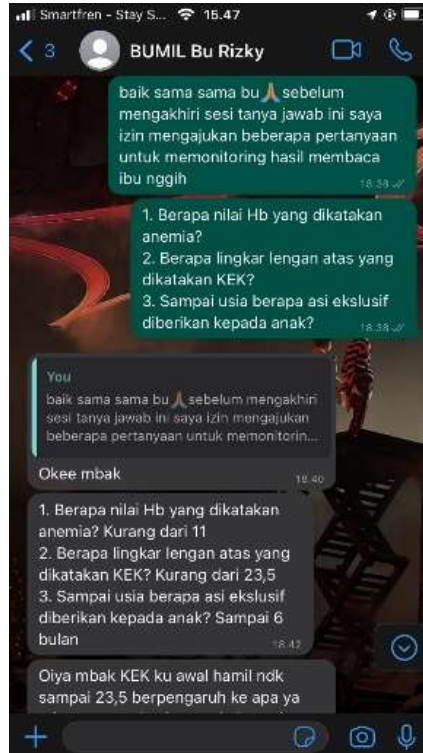 Smartfren - Stay S... 15.47
3 BUMIL Bu Rizky
baik sama sama bu🙏🏽sebelum
mengakhiri sesi tanya jawab ini saya
izin mengajukan beberapa pertanyaan
untuk memonitoring hasil membaca
ibu nggih
18.38
1. Berapa nilai Hb yang dikatakan
anemia?
2. Berapa lingkar lengan atas yang
dikatakan KEK?
3. Sampai usia berapa asi ekslusif
diberikan kepada anak?
18.38
You
baik sama sama bu🙏🏽sebelum mengakhiri
sesi tanya jawab ini saya izin mengajukan
beberapa pertanyaan untuk memonitorin...
Okee mbak
18.40
1. Berapa nilai Hb yang dikatakan
anemia? Kurang dari 11
2. Berapa lingkar lengan atas yang
dikatakan KEK? Kurang dari 23,5
3. Sampai usia berapa asi ekslusif
diberikan kepada anak? Sampai 6
bulan
18.42
Oiya mbak KEK ku awal hamil ndk
sampai 23,5 berpengaruh ke apa ya